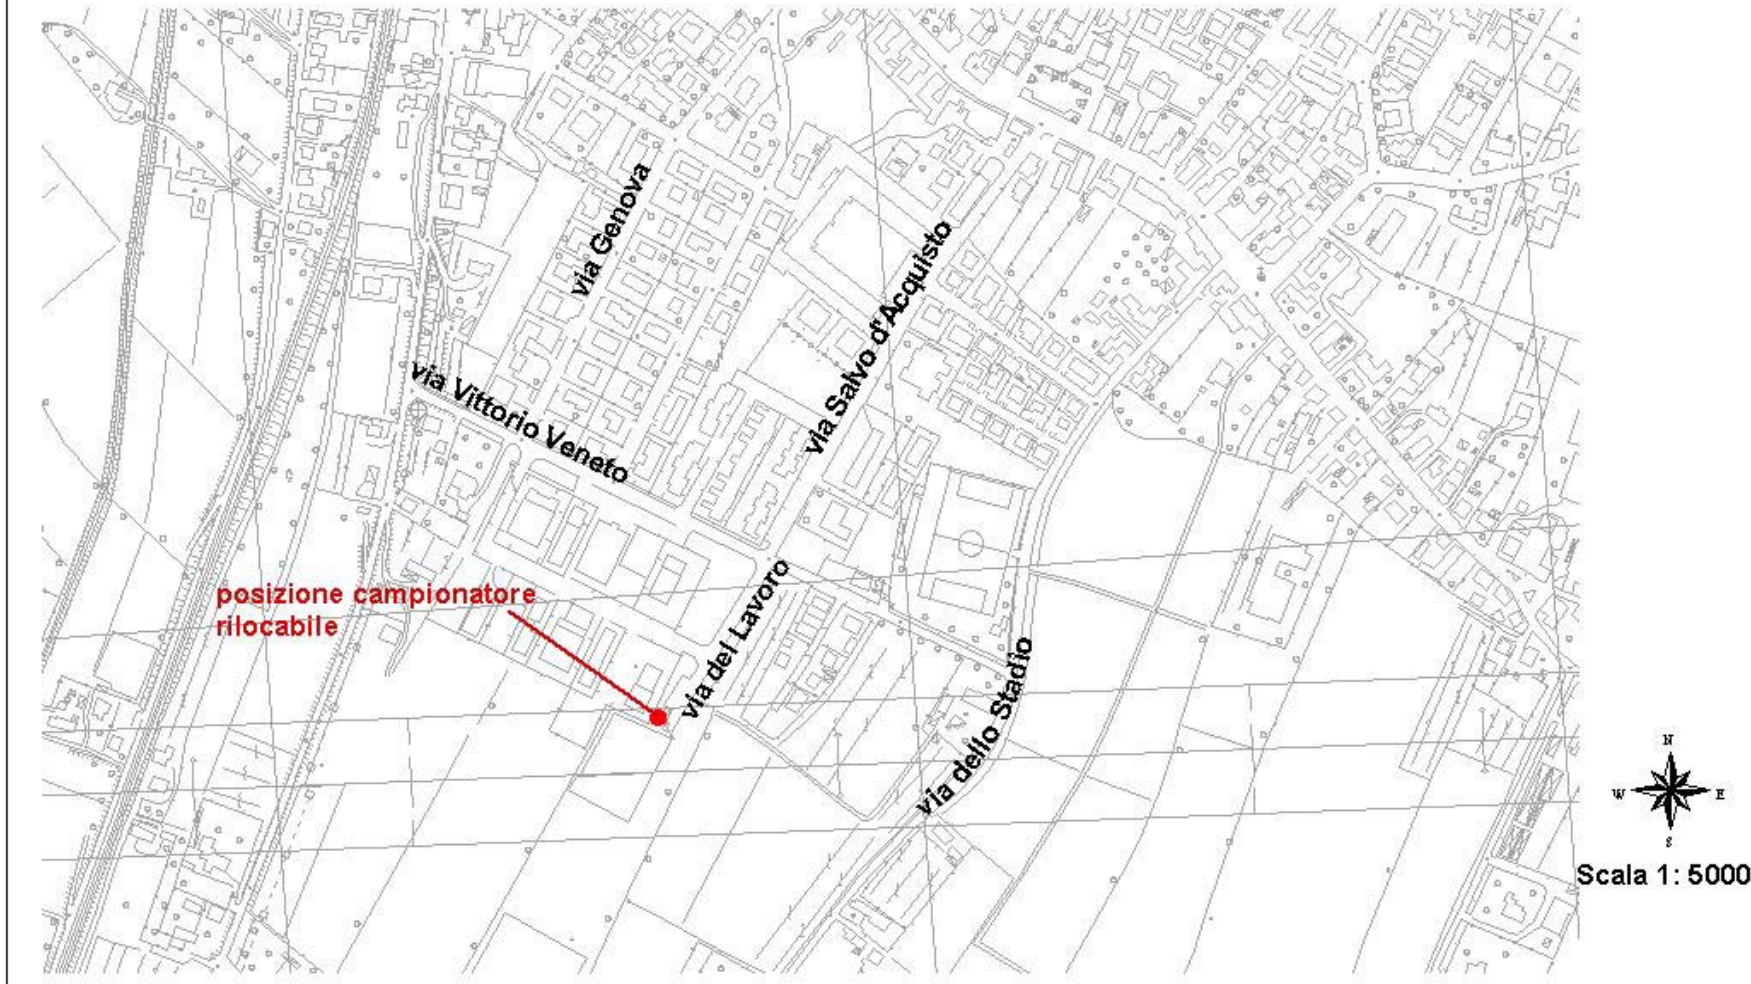 via Genova
via Salvo d'Acquisto
via Vittorio Veneto
posizione campionatore
rilocabile
via del Lavoro
via dello Stadio
N
W E
S
Scala 1: 5000